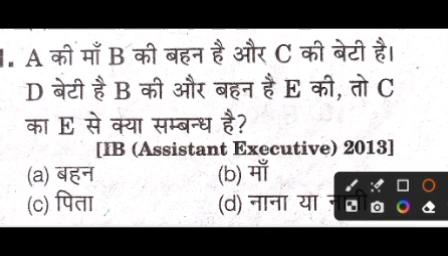 1. A की माँ B की बहन है और C की बेटी है।
D बेटी है B की और बहन है E की, तो C
का E से क्या सम्बन्ध है?
[IB (Assistant Executive) 2013]
(a) बहन (b) माँ
(c) पिता (d) नाना या